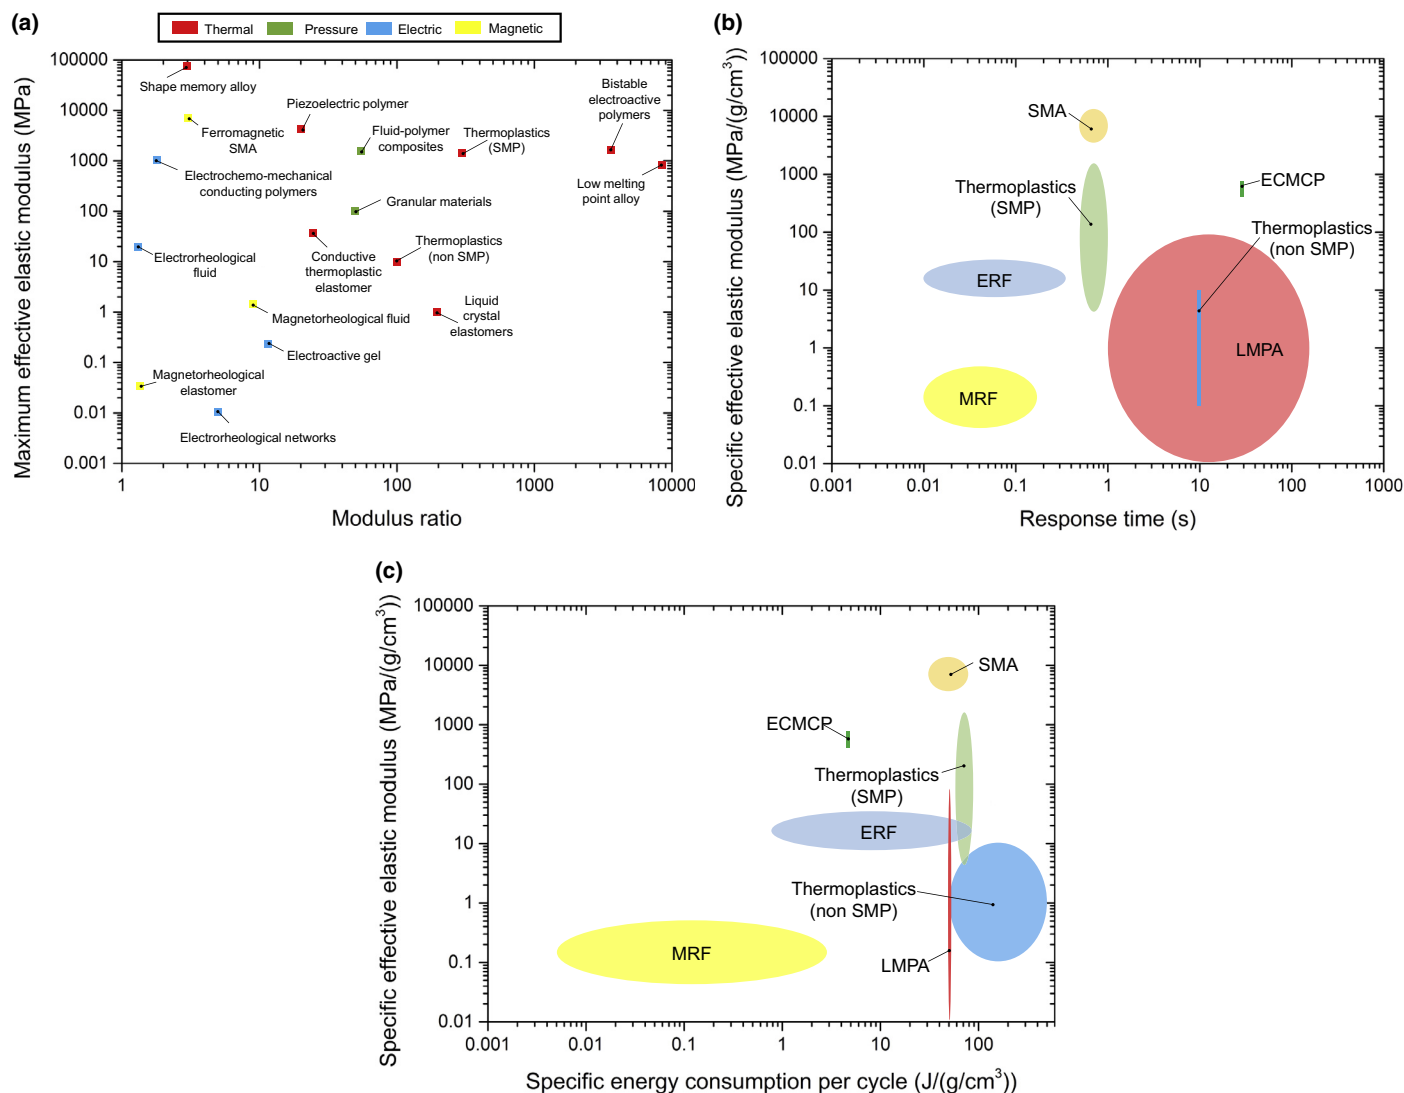 (a)
Thermal Pressure Electric Magnetic
Maximum effective elastic modulus (MPa)
100000
10000
1000
100
10
1
0.1
0.01
0.001
1 10 100 1000 10000
Modulus ratio
Shape memory alloy
Ferromagnetic
SMA
Piezoelectric polymer
Fluid-polymer
composites
Thermoplastics
(SMP)
Bistable
electroactive
polymers
Low melting
point alloy
Electrochemo-mechanical
conducting polymers
Granular materials
Electrorheological
fluid
Conductive
thermoplastic
elastomer
Thermoplastics
(non SMP)
Magnetorheological fluid
Liquid
crystal
elastomers
Electroactive gel
Magnetorheological
elastomer
Electrorheological networks
(b)
Specific effective elastic modulus (MPa/(g/cm³))
100000
10000
1000
100
10
1
0.1
0.01
0.001 0.01 0.1 1 10 100 1000
Response time (s)
SMA
Thermoplastics
(SMP)
ECMCP
Thermoplastics
(non SMP)
ERF
LMPA
MRF
(c)
Specific effective elastic modulus (MPa/(g/cm³))
100000
10000
1000
100
10
1
0.1
0.01
0.001 0.01 0.1 1 10 100
Specific energy consumption per cycle (J/(g/cm³))
SMA
ECMCP
Thermoplastics
(SMP)
ERF
Thermoplastics
(non SMP)
MRF
LMPA